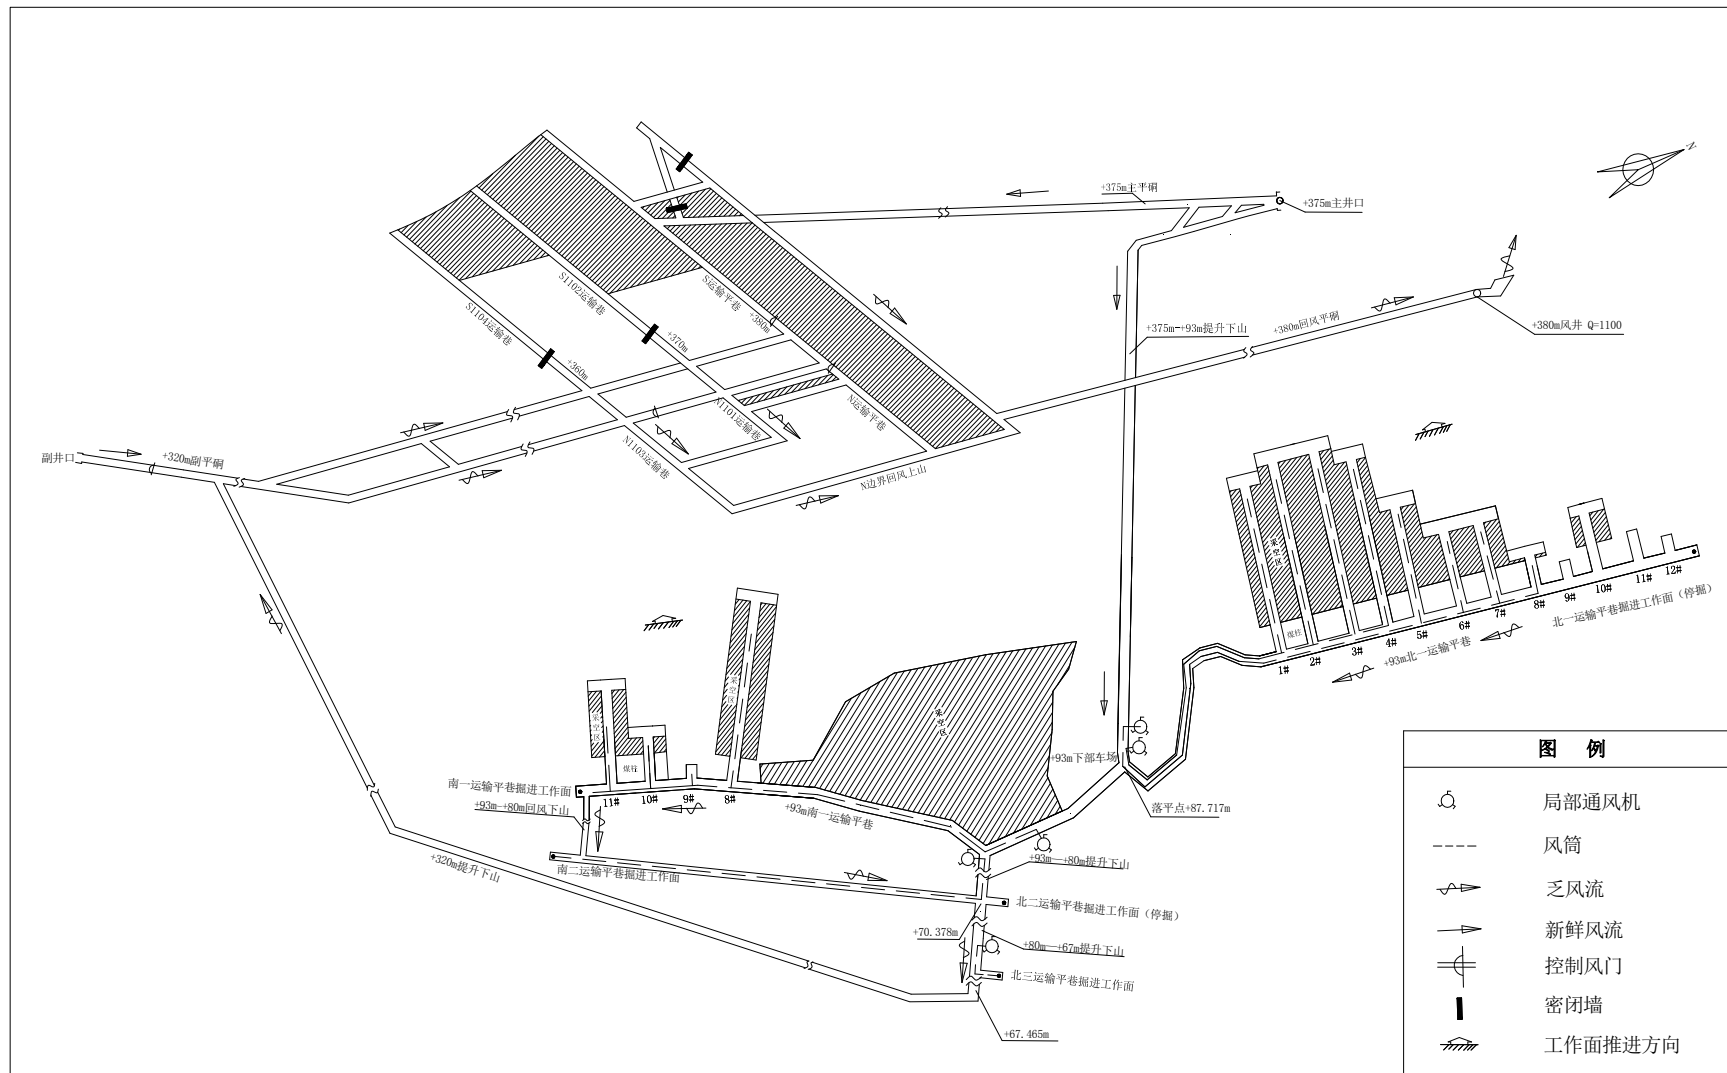 N
+375m主平硐
+375m主井口
S1102运输巷
S运输平巷
+380m
S1104运输巷
+370m
+360m
+375m-+93m提升下山
+380m回风平硐
+380m风井 Q=1100
N1101运输巷
N运输平巷
N1103运输巷
N边界回风上山
副井口
+320m副平硐
采空区
煤柱
1#
2#
3#
4#
5#
6#
7#
8#
9#
10#
11#
12#
北一运输平巷掘进工作面（停掘）
+93m北一运输平巷
采空区
采空区
采空区
煤柱
南一运输平巷掘进工作面
11#
10#
9#
8#
+93m-+80m回风下山
+93m南一运输平巷
+93m下部车场
落平点+87.717m
+320m提升下山
南二运输平巷掘进工作面
+93m-+80m提升下山
北二运输平巷掘进工作面（停掘）
+70.378m
+80m-+67m提升下山
北三运输平巷掘进工作面
+67.465m
图 例
局部通风机
风筒
乏风流
新鲜风流
控制风门
密闭墙
工作面推进方向